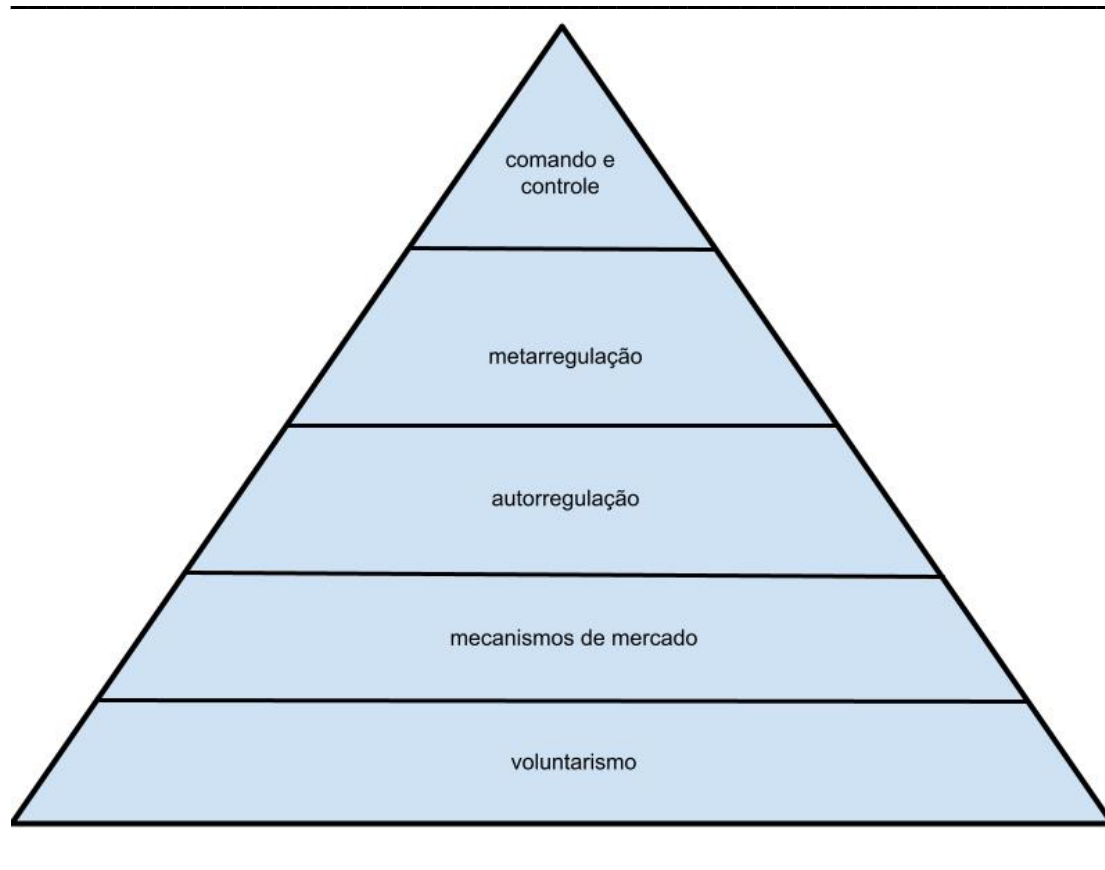 comando e
controle
metarregulação
autorregulação
mecanismos de mercado
voluntarismo